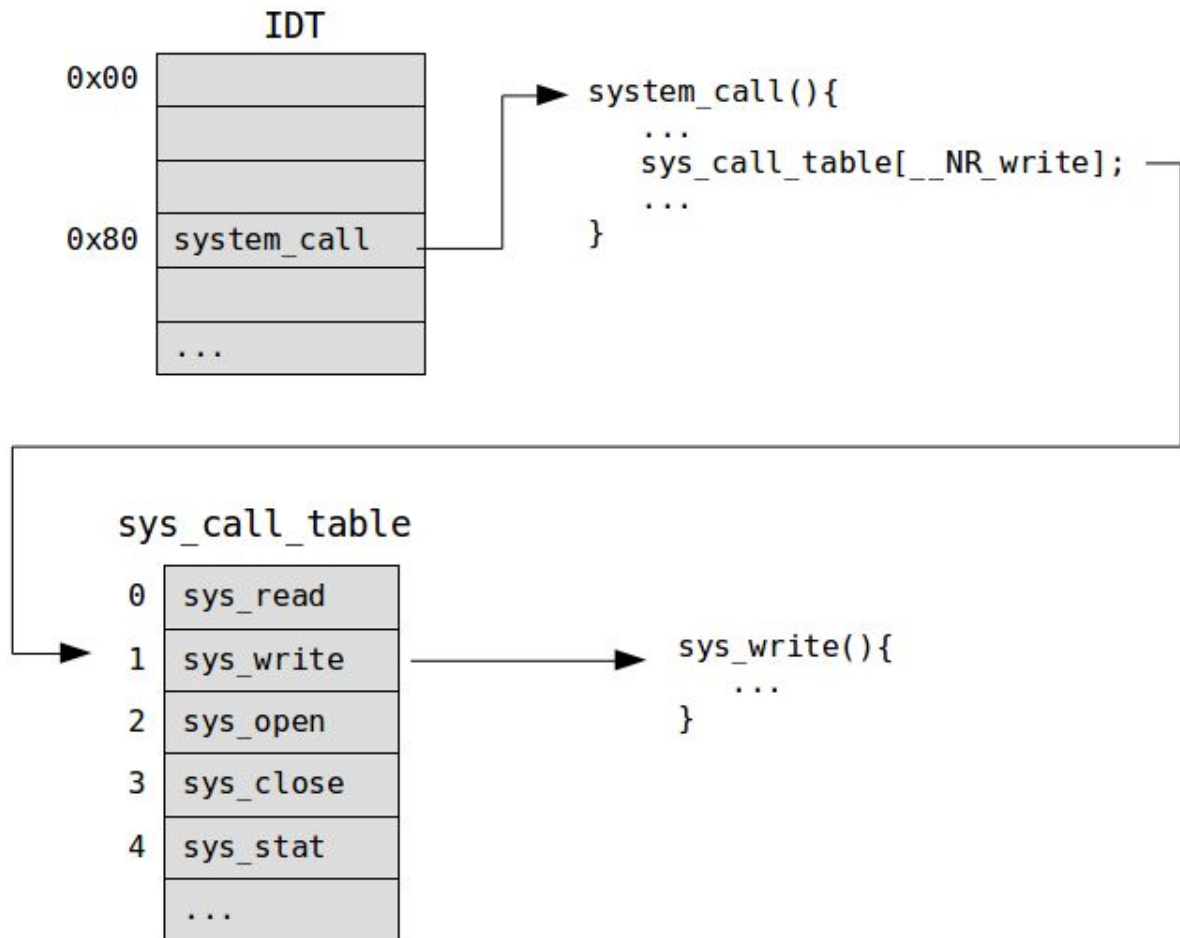 IDT
0x00
0x80 system_call
...
system_call(){
...
sys_call_table[__NR_write];
...
}
sys_call_table
0 sys_read
1 sys_write
2 sys_open
3 sys_close
4 sys_stat
...
sys_write(){
...
}